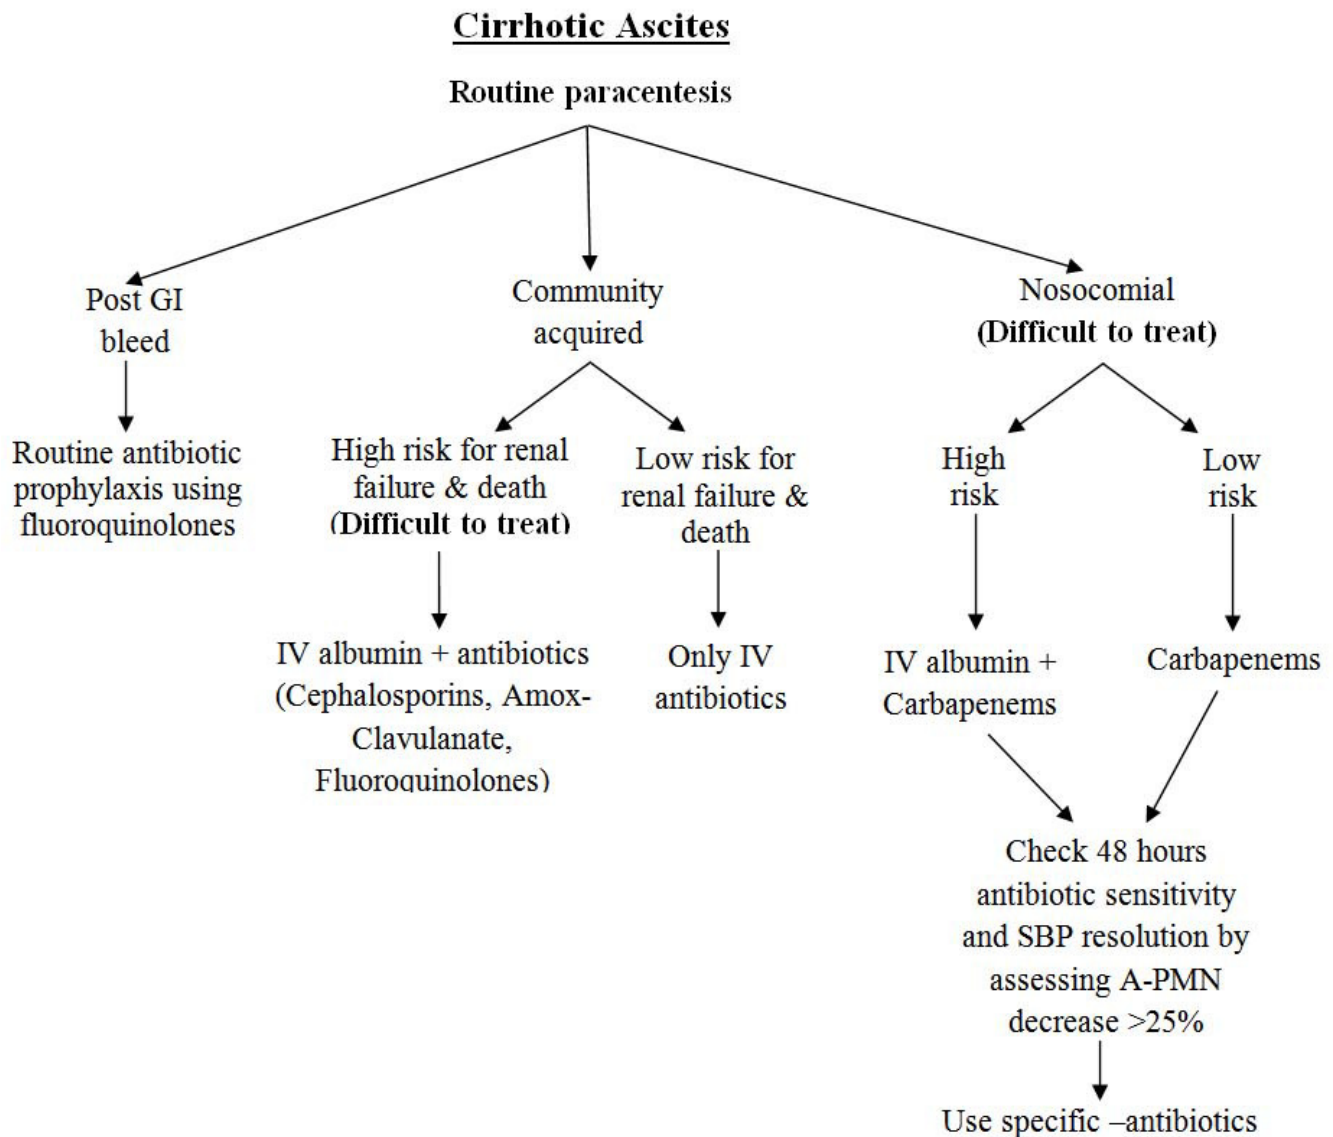 Cirrhotic Ascites
Routine paracentesis
Post GI
bleed
Routine antibiotic
prophylaxis using
fluoroquinolones
Community
acquired
High risk for renal
failure & death
(Difficult to treat)
IV albumin + antibiotics
(Cephalosporins, Amox-
Clavulanate,
Fluoroquinolones)
Low risk for
renal failure &
death
Only IV
antibiotics
Nosocomial
(Difficult to treat)
High
risk
IV albumin +
Carbapenems
Low
risk
Carbapenems
Check 48 hours
antibiotic sensitivity
and SBP resolution by
assessing A-PMN
decrease >25%
Use specific –antibiotics